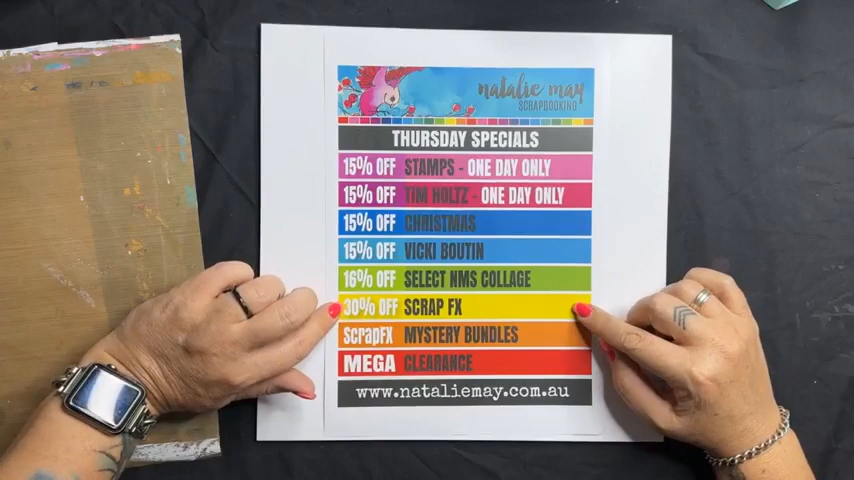 natalie may
SCRAPBOOKING
THURSDAY SPECIALS
15% OFF STAMPS - ONE DAY ONLY
15% OFF TIM HOLTZ - ONE DAY ONLY
15% OFF CHRISTMAS
15% OFF VICKI BOUTIN
16% OFF SELECT NMS COLLAGE
30% OFF SCRAP FX
ScrapFX MYSTERY BUNDLES
MEGA CLEARANCE
www.nataliemay.com.au